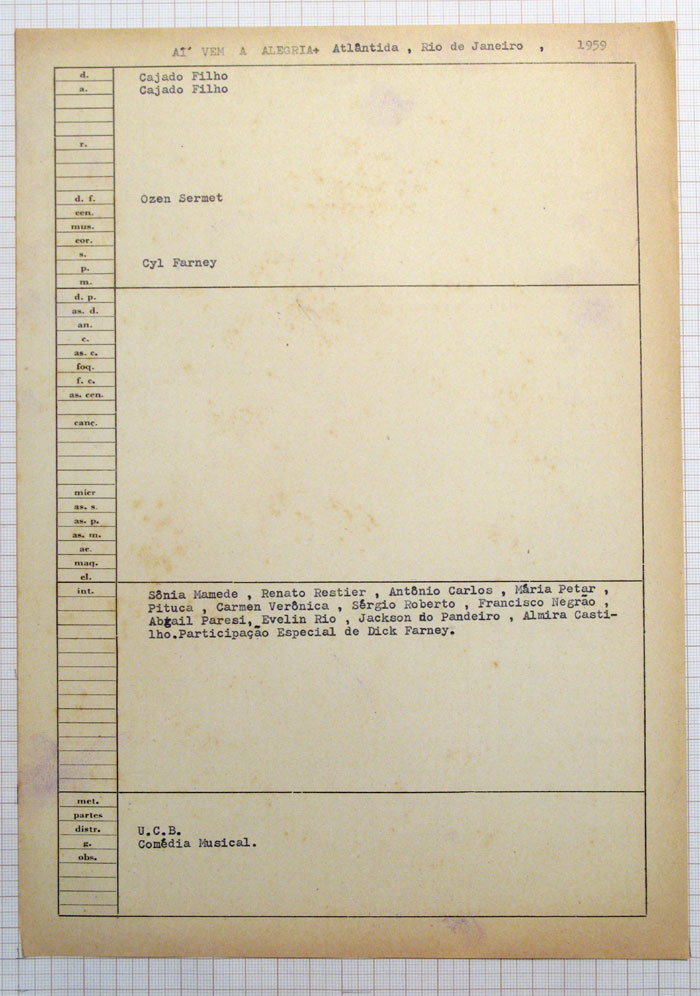 AI´ VEM A ALEGRIA+ Atlântida , Rio de Janeiro , 1959
d. Cajado Filho
a. Cajado Filho
r.
d. f. Ozen Sermet
cen.
mus.
cor.
s.
p. Cyl Farney
m.
d. p.
as. d.
an.
c.
as. c.
foq.
f. c.
as. cen.
canç.
micr
as. s.
as. p.
as. m.
ac.
maq.
el.
int. Sônia Mamede , Renato Restier , Antônio Carlos , Mária Petar ,
Pituca , Carmen Verônica , Sérgio Roberto , Francisco Negrão ,
Abgail Paresi, Evelin Rio , Jackson do Pandeiro , Almira Casti-
lho.Participação Especial de Dick Farney.
met.
partes
distr. U.C.B.
g. Comédia Musical.
obs.